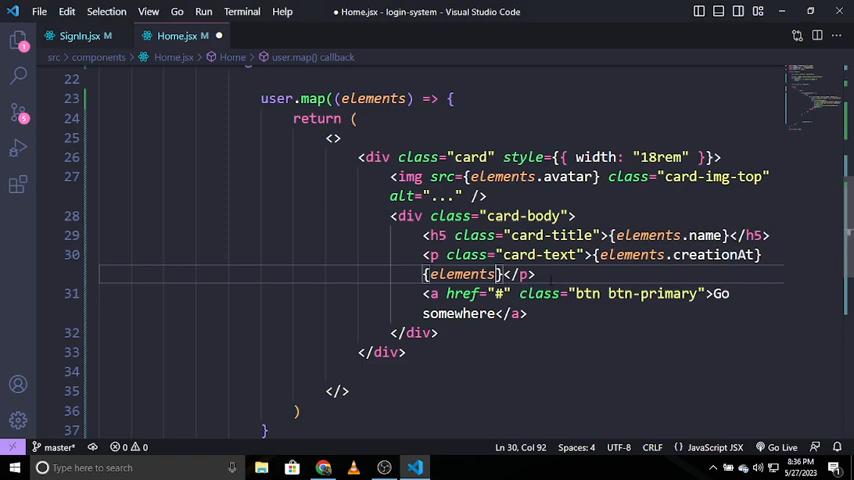 File Edit Selection View Go Run Terminal Help • Home.jsx - login-system - Visual Studio Code
SignIn.jsx M Home.jsx M
src > components > Home.jsx > Home > user.map() callback
22
23 user.map((elements) => {
24 return (
25 <>
26 <div class="card" style={{ width: "18rem" }}>
27 <img src={elements.avatar} class="card-img-top"
alt="..." />
28 <div class="card-body">
29 <h5 class="card-title">{elements.name}</h5>
30 <p class="card-text">{elements.creationAt}
{elements}</p>
31 <a href="#" class="btn btn-primary">Go
somewhere</a>
32 </div>
33 </div>
34
35 </>
36 )
37 }
1
5
master* 0 0 Ln 30, Col 92 Spaces: 4 UTF-8 CRLF JavaScript JSX Go Live
Type here to search
8:36 PM
5/27/2023